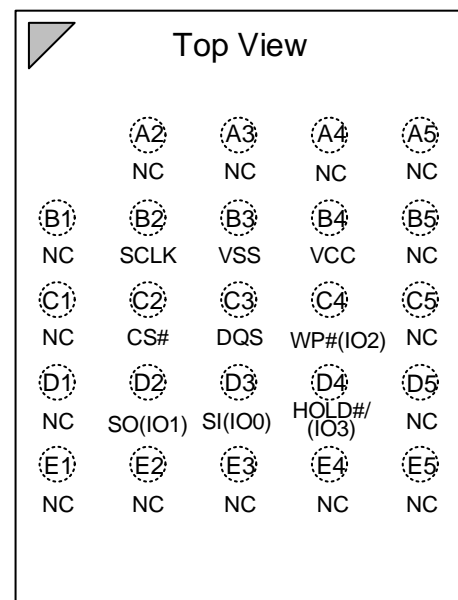 Top View
A2 A3 A4 A5
NC NC NC NC
B1 B2 B3 B4 B5
NC SCLK VSS VCC NC
C1 C2 C3 C4 C5
NC CS# DQS WP#(IO2) NC
D1 D2 D3 D4 D5
NC SO(IO1) SI(IO0) HOLD#/ NC
(IO3)
E1 E2 E3 E4 E5
NC NC NC NC NC